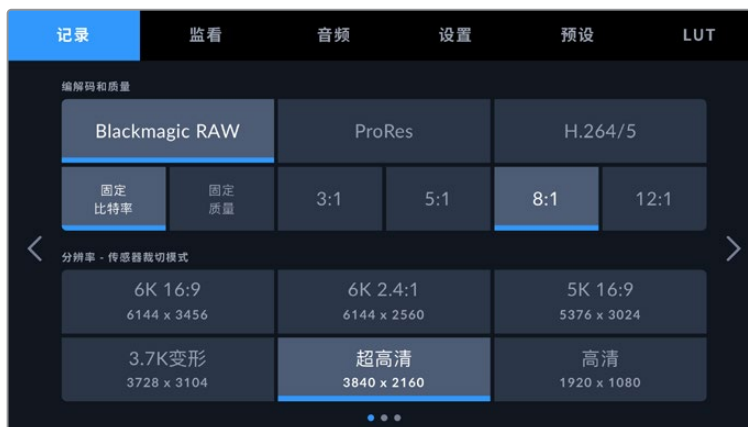 记录 监看 音频 设置 预设 LUT
编解码和质量
Blackmagic RAW ProRes H.264/5
固定 固定
比特率 质量 3:1 5:1 8:1 12:1
分辨率 - 传感器裁切模式
6K 16:9 6K 2.4:1 5K 16:9
6144 x 3456 6144 x 2560 5376 x 3024
3.7K变形 超高清 高清
3728 x 3104 3840 x 2160 1920 x 1080